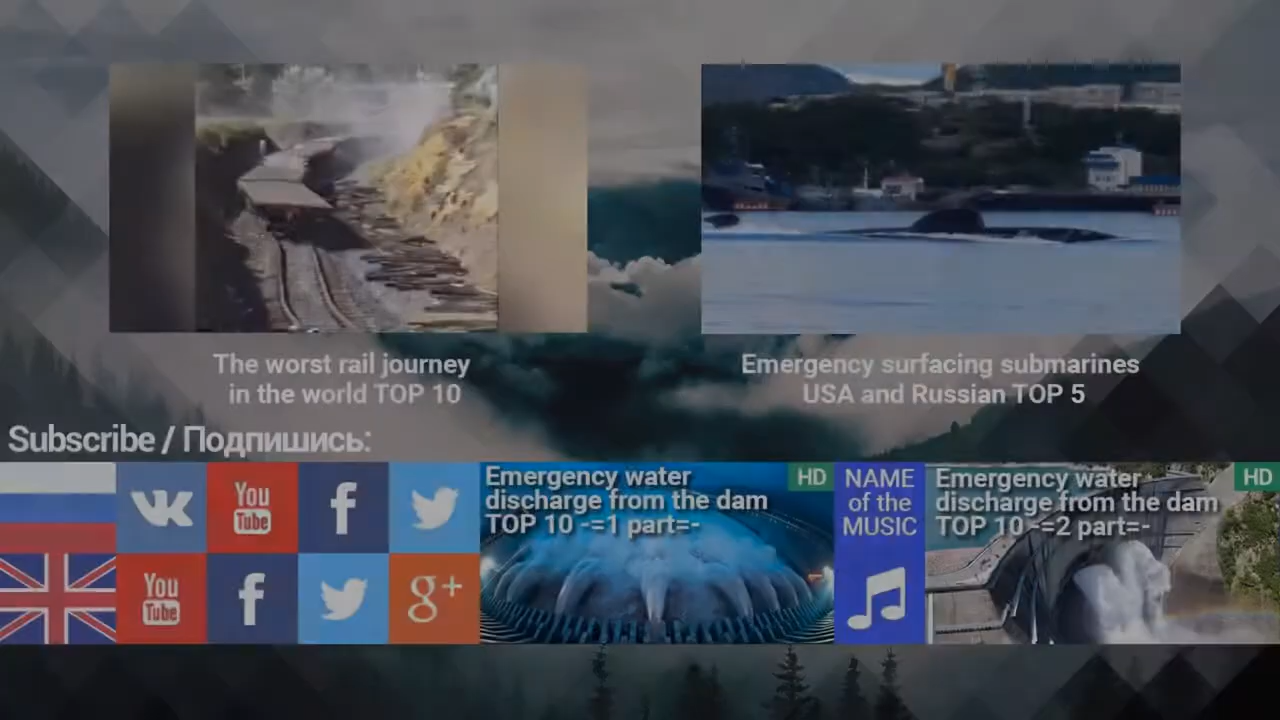 The worst rail journey
in the world TOP 10
Emergency surfacing submarines
USA and Russian TOP 5
Subscribe / Подпишись:
You
Tube
f
You
Tube
f
g+
Emergency water
discharge from the dam
TOP 10 -=1 part=-
HD
NAME
of the
MUSIC
Emergency water
discharge from the dam
TOP 10 -=2 part=-
HD